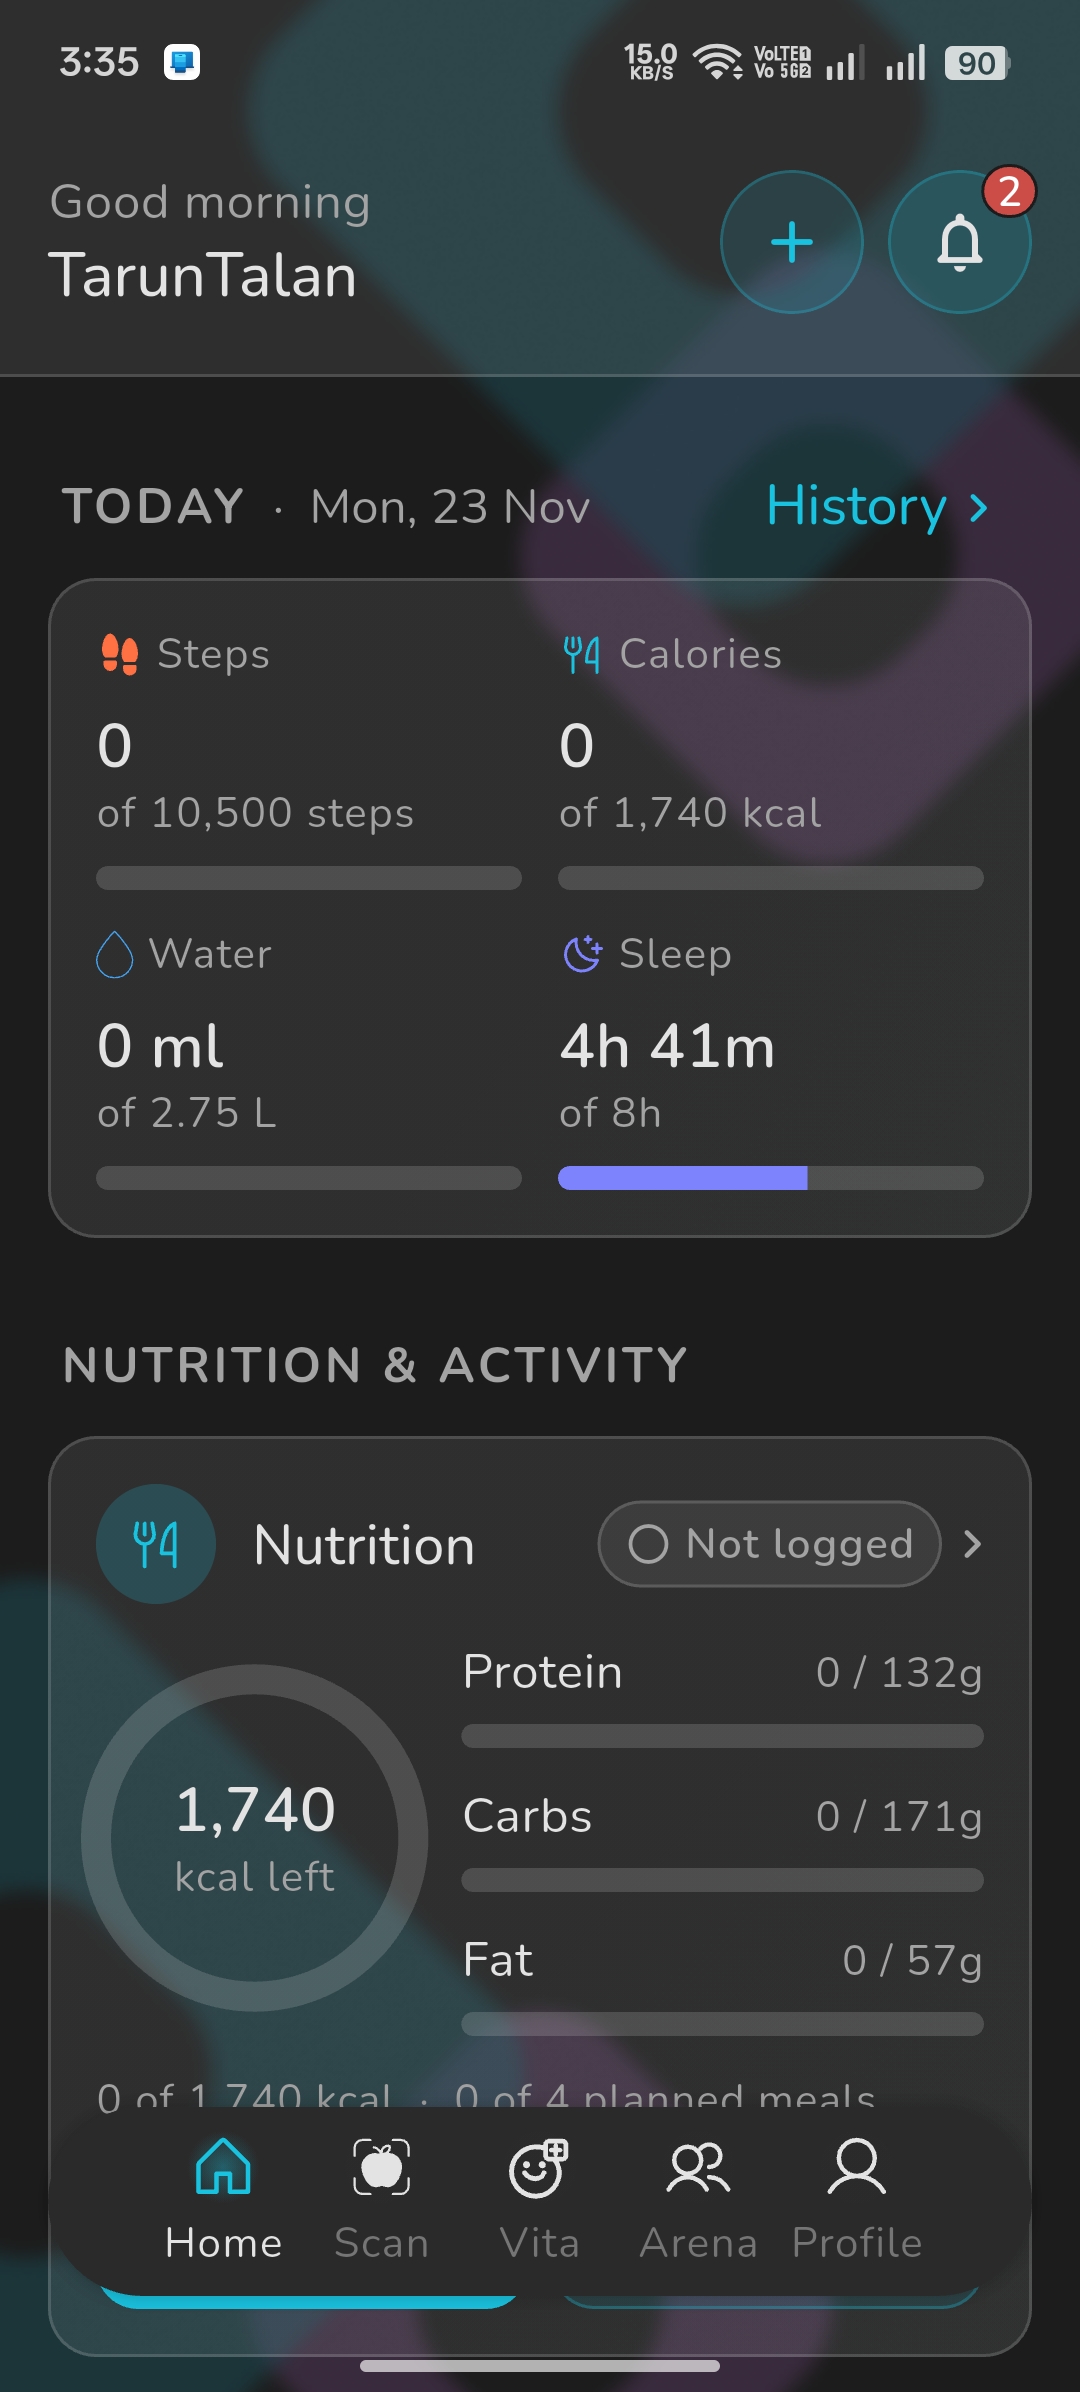 3:35
15.0 KB/S
VoLTE1
Vo 5G2
90
Good morning
TarunTalan
2
TODAY · Mon, 23 Nov
History
Steps
Calories
0
0
of 10,500 steps
of 1,740 kcal
Water
Sleep
0 ml
4h 41m
of 2.75 L
of 8h
NUTRITION & ACTIVITY
Nutrition
Not logged
Protein
0 / 132g
1,740
kcal left
Carbs
0 / 171g
Fat
0 / 57g
0 of 1,740 kcal · 0 of 4 planned meals
Home
Scan
Vita
Arena
Profile